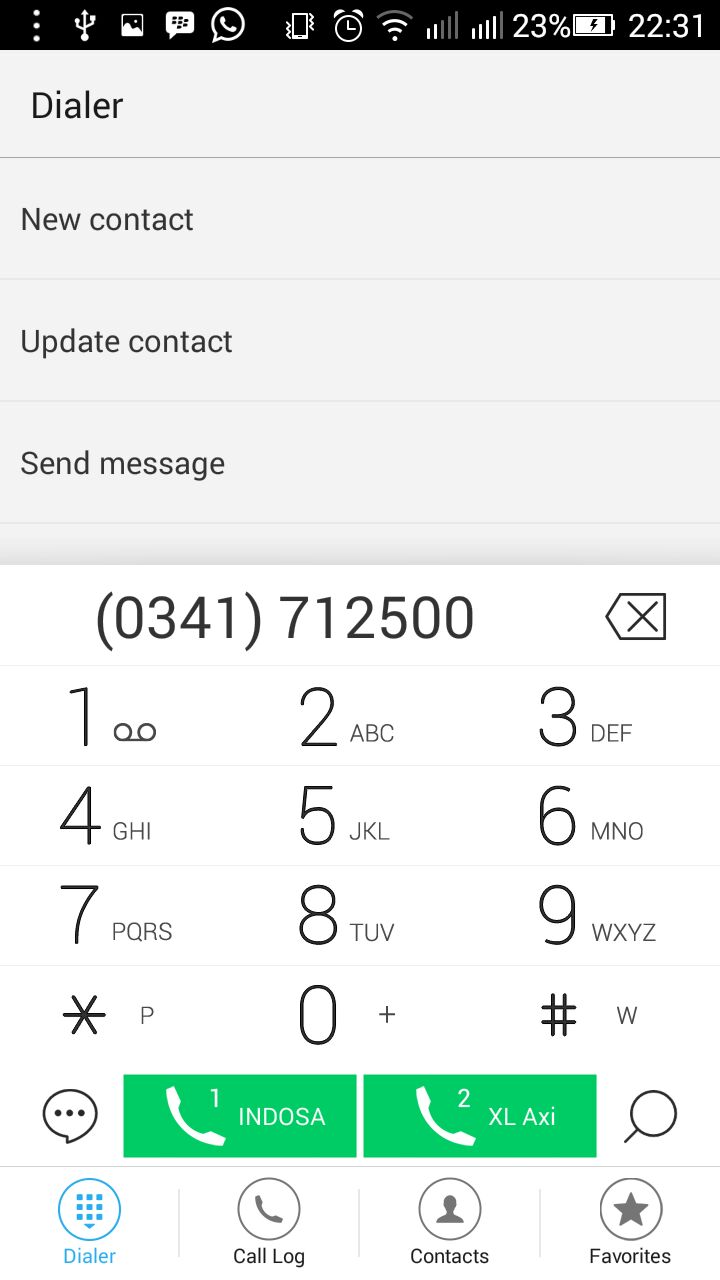 23% 22:31
Dialer
New contact
Update contact
Send message
(0341) 712500
1 2 ABC 3 DEF
4 GHI 5 JKL 6 MNO
7 PQRS 8 TUV 9 WXYZ
* P 0 + # W
1 INDOSA 2 XL Axi
Dialer Call Log Contacts Favorites